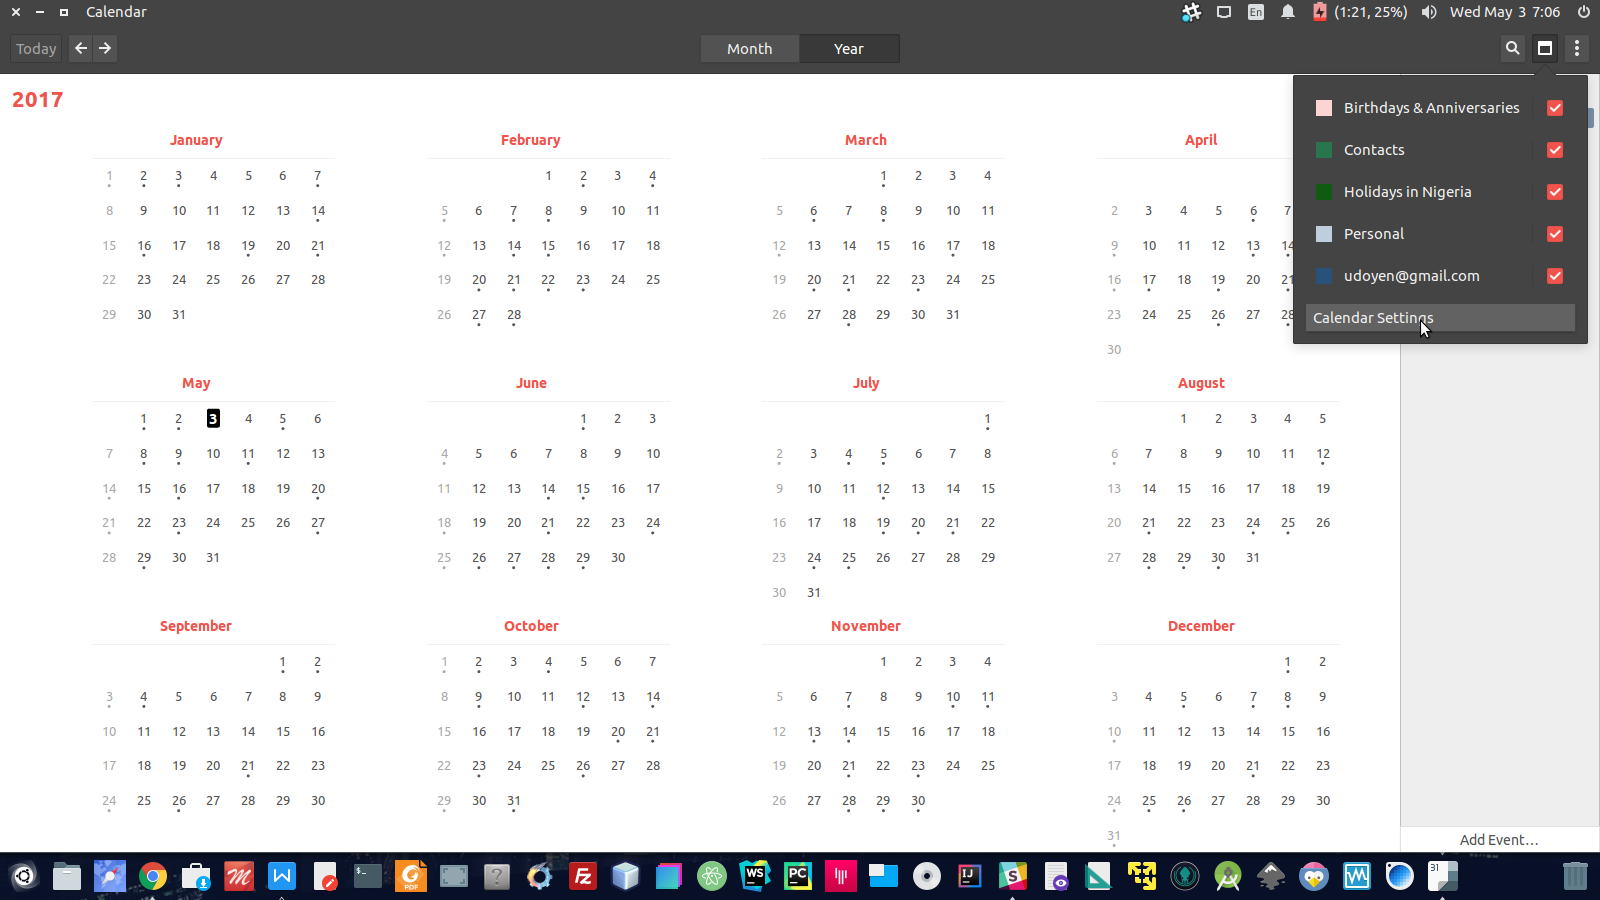 Calendar
En (1:21, 25%) Wed May 3 7:06
Today Month Year
2017
Birthdays & Anniversaries
Contacts
Holidays in Nigeria
Personal
udoyen@gmail.com
Calendar Settings
January February March April
1 2 3 4 5 6 7 1 2 3 4 1 2 3 4
8 9 10 11 12 13 14 5 6 7 8 9 10 11 5 6 7 8 9 10 11 2 3 4 5 6 7
15 16 17 18 19 20 21 12 13 14 15 16 17 18 12 13 14 15 16 17 18 9 10 11 12 13 14
22 23 24 25 26 27 28 19 20 21 22 23 24 25 19 20 21 22 23 24 25 16 17 18 19 20 21
29 30 31 26 27 28 26 27 28 29 30 31 23 24 25 26 27 28
30
May June July August
1 2 3 4 5 6 1 2 3 1 1 2 3 4 5
7 8 9 10 11 12 13 4 5 6 7 8 9 10 2 3 4 5 6 7 8 6 7 8 9 10 11 12
14 15 16 17 18 19 20 11 12 13 14 15 16 17 9 10 11 12 13 14 15 13 14 15 16 17 18 19
21 22 23 24 25 26 27 18 19 20 21 22 23 24 16 17 18 19 20 21 22 20 21 22 23 24 25 26
28 29 30 31 25 26 27 28 29 30 23 24 25 26 27 28 29 27 28 29 30 31
30 31
September October November December
1 2 1 2 3 4 5 6 7 1 2 3 4 1 2
3 4 5 6 7 8 9 8 9 10 11 12 13 14 5 6 7 8 9 10 11 3 4 5 6 7 8 9
10 11 12 13 14 15 16 15 16 17 18 19 20 21 12 13 14 15 16 17 18 10 11 12 13 14 15 16
17 18 19 20 21 22 23 22 23 24 25 26 27 28 19 20 21 22 23 24 25 17 18 19 20 21 22 23
24 25 26 27 28 29 30 29 30 31 26 27 28 29 30 24 25 26 27 28 29 30
31
Add Event...
PDF WS PC IJ 31